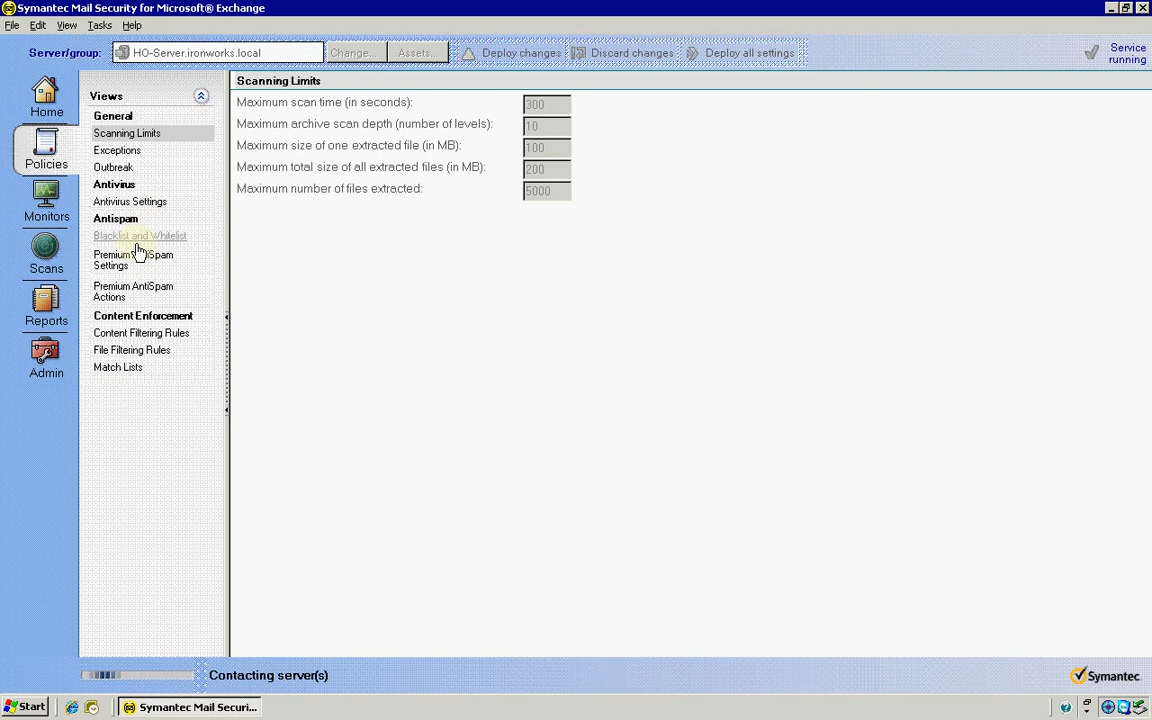 Symantec Mail Security for Microsoft® Exchange
File Edit View Tasks Help
Server/group: HO-Server.ironworks.local Change... Assets... Deploy changes Discard changes Deploy all settings Service running
Home
Policies
Monitors
Scans
Reports
Admin
Views
General
Scanning Limits
Exceptions
Outbreak
Antivirus
Antivirus Settings
Antispam
Blacklist and Whitelist
Premium AntiSpam
Settings
Premium AntiSpam
Actions
Content Enforcement
Content Filtering Rules
File Filtering Rules
Match Lists
Scanning Limits
Maximum scan time (in seconds): 300
Maximum archive scan depth (number of levels): 10
Maximum size of one extracted file (in MB): 100
Maximum total size of all extracted files (in MB): 200
Maximum number of files extracted: 5000
Contacting server(s)
Symantec
Start Symantec Mail Securi...